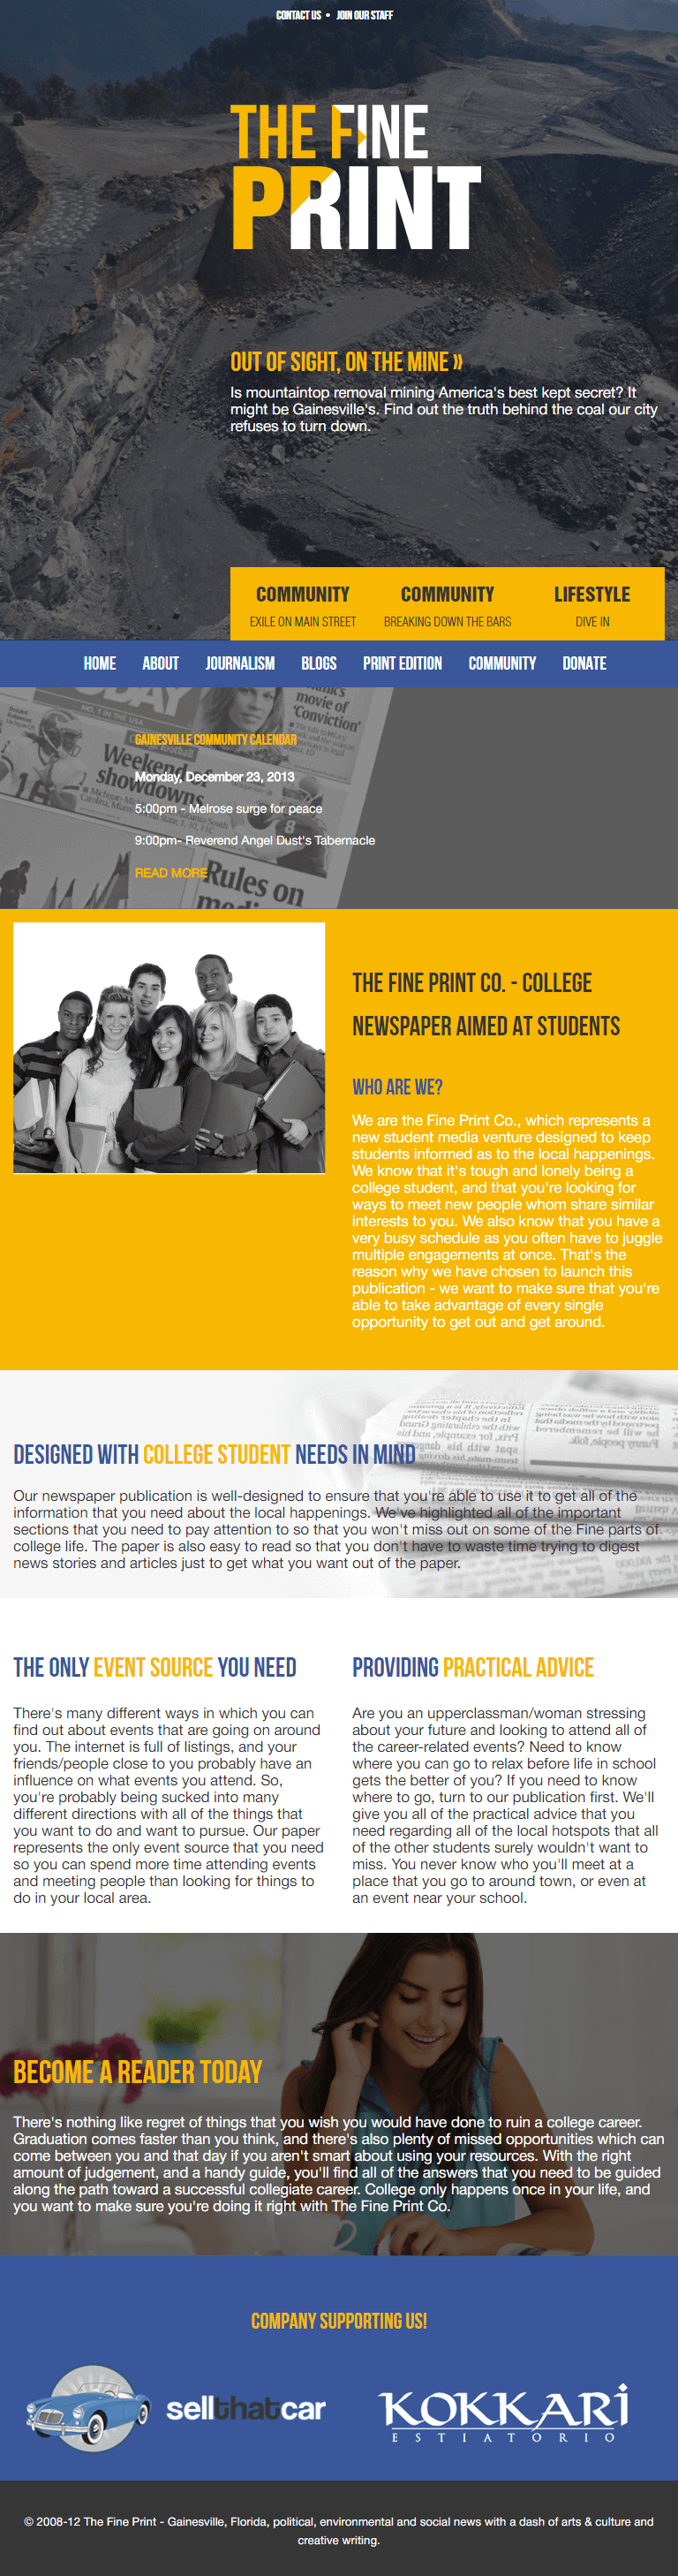 CONTACT US • JOIN OUR STAFF
THE FINE
PRINT
OUT OF SIGHT, ON THE MINE »
Is mountaintop removal mining America's best kept secret? It
might be Gainesville's. Find out the truth behind the coal our city
refuses to turn down.
COMMUNITY COMMUNITY LIFESTYLE
EXILE ON MAIN STREET BREAKING DOWN THE BARS DIVE IN
HOME ABOUT JOURNALISM BLOGS PRINT EDITION COMMUNITY DONATE
movie of
'Conviction'
NO. 1 IN THE USA
Weekend
showdowns
GAINESVILLE COMMUNITY CALENDAR
Monday, December 23, 2013
5:00pm - Melrose surge for peace
9:00pm- Reverend Angel Dust's Tabernacle
READ MORE
Rules on
THE FINE PRINT CO. - COLLEGE
NEWSPAPER AIMED AT STUDENTS
WHO ARE WE?
We are the Fine Print Co., which represents a
new student media venture designed to keep
students informed as to the local happenings.
We know that it's tough and lonely being a
college student, and that you're looking for
ways to meet new people whom share similar
interests to you. We also know that you have a
very busy schedule as you often have to juggle
multiple engagements at once. That's the
reason why we have chosen to launch this
publication - we want to make sure that you're
able to take advantage of every single
opportunity to get out and get around.
DESIGNED WITH COLLEGE STUDENT NEEDS IN MIND
Our newspaper publication is well-designed to ensure that you're able to use it to get all of the
information that you need about the local happenings. We've highlighted all of the important
sections that you need to pay attention to so that you won't miss out on some of the Fine parts of
college life. The paper is also easy to read so that you don't have to waste time trying to digest
news stories and articles just to get what you want out of the paper.
THE ONLY EVENT SOURCE YOU NEED
There's many different ways in which you can
find out about events that are going on around
you. The internet is full of listings, and your
friends/people close to you probably have an
influence on what events you attend. So,
you're probably being sucked into many
different directions with all of the things that
you want to do and want to pursue. Our paper
represents the only event source that you need
so you can spend more time attending events
and meeting people than looking for things to
do in your local area.
PROVIDING PRACTICAL ADVICE
Are you an upperclassman/woman stressing
about your future and looking to attend all of
the career-related events? Need to know
where you can go to relax before life in school
gets the better of you? If you need to know
where to go, turn to our publication first. We'll
give you all of the practical advice that you
need regarding all of the local hotspots that all
of the other students surely wouldn't want to
miss. You never know who you'll meet at a
place that you go to around town, or even at
an event near your school.
BECOME A READER TODAY
There's nothing like regret of things that you wish you would have done to ruin a college career.
Graduation comes faster than you think, and there's also plenty of missed opportunities which can
come between you and that day if you aren't smart about using your resources. With the right
amount of judgement, and a handy guide, you'll find all of the answers that you need to be guided
along the path toward a successful collegiate career. College only happens once in your life, and
you want to make sure you're doing it right with The Fine Print Co.
COMPANY SUPPORTING US!
sellthatcar
KOKKARI
ESTIATORIO
© 2008-12 The Fine Print - Gainesville, Florida, political, environmental and social news with a dash of arts & culture and
creative writing.